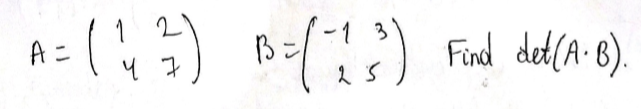 A = ( 1 2 ) B = ( -1 3 ) Find det(A·B).
4 7 2 5